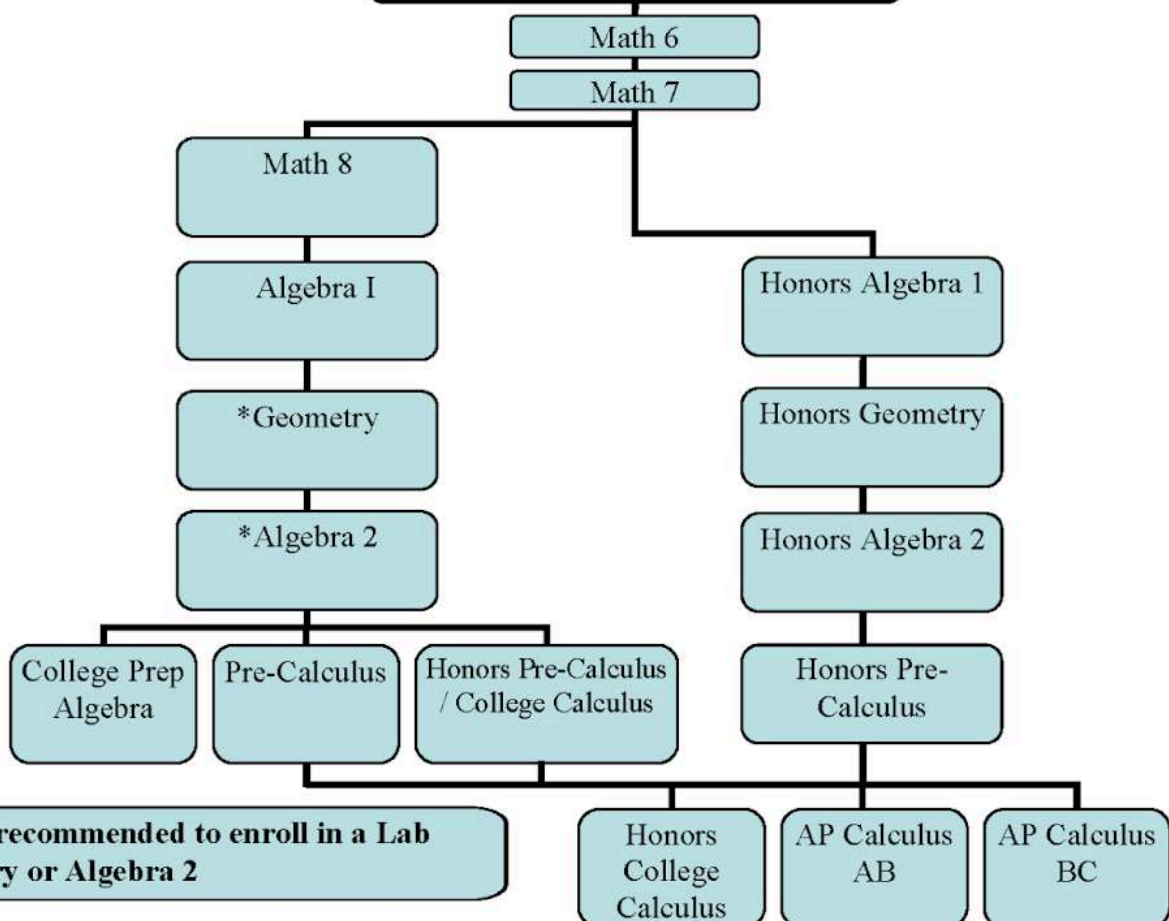 Math 6
Math 7
Math 8
Algebra I
Honors Algebra 1
*Geometry
Honors Geometry
*Algebra 2
Honors Algebra 2
College Prep
Algebra
Pre-Calculus
Honors Pre-Calculus
/ College Calculus
Honors Pre-
Calculus
recommended to enroll in a Lab
or Algebra 2
Honors
College
Calculus
AP Calculus
AB
AP Calculus
BC